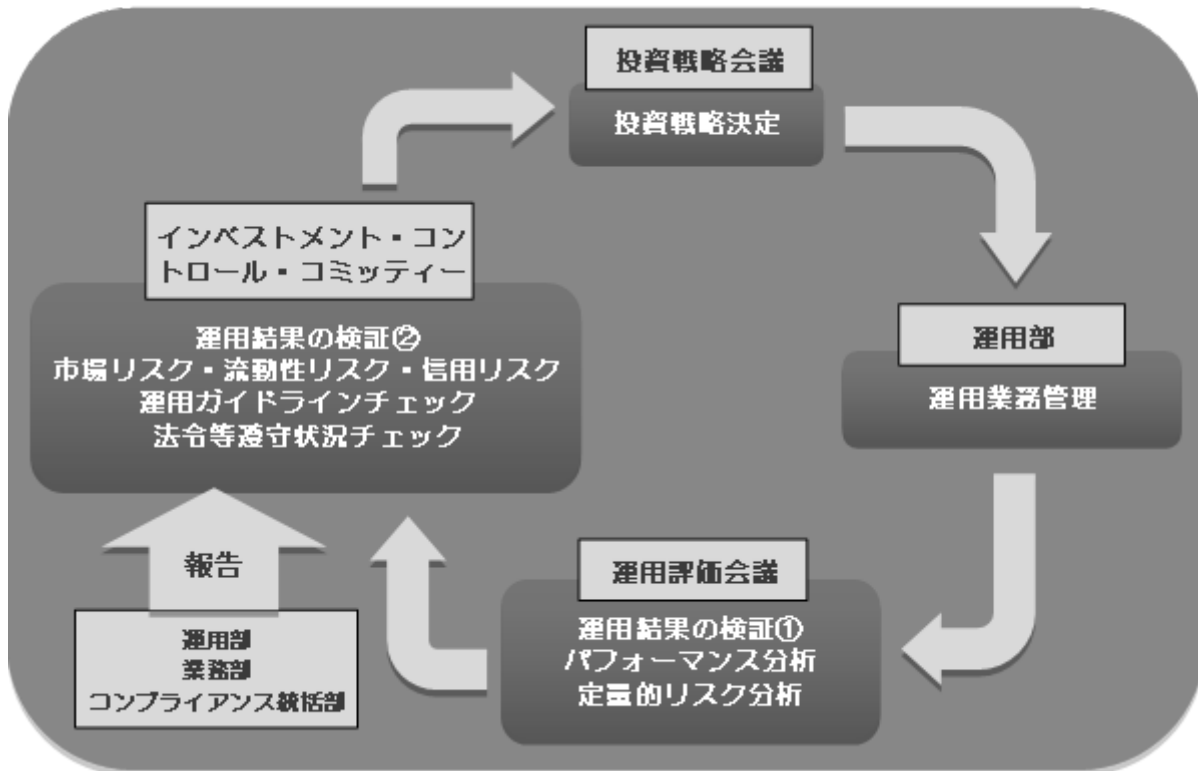 投資戦略会議
投資戦略決定
運用部
運用業務管理
運用評価会議
運用結果の検証①
パフォーマンス分析
定量的リスク分析
インベストメント・コン
トロール・コミッティー
運用結果の検証②
市場リスク・流動性リスク・信用リスク
運用ガイドラインチェック
法令等遵守状況チェック
報告
運用部
業務部
コンプライアンス統括部